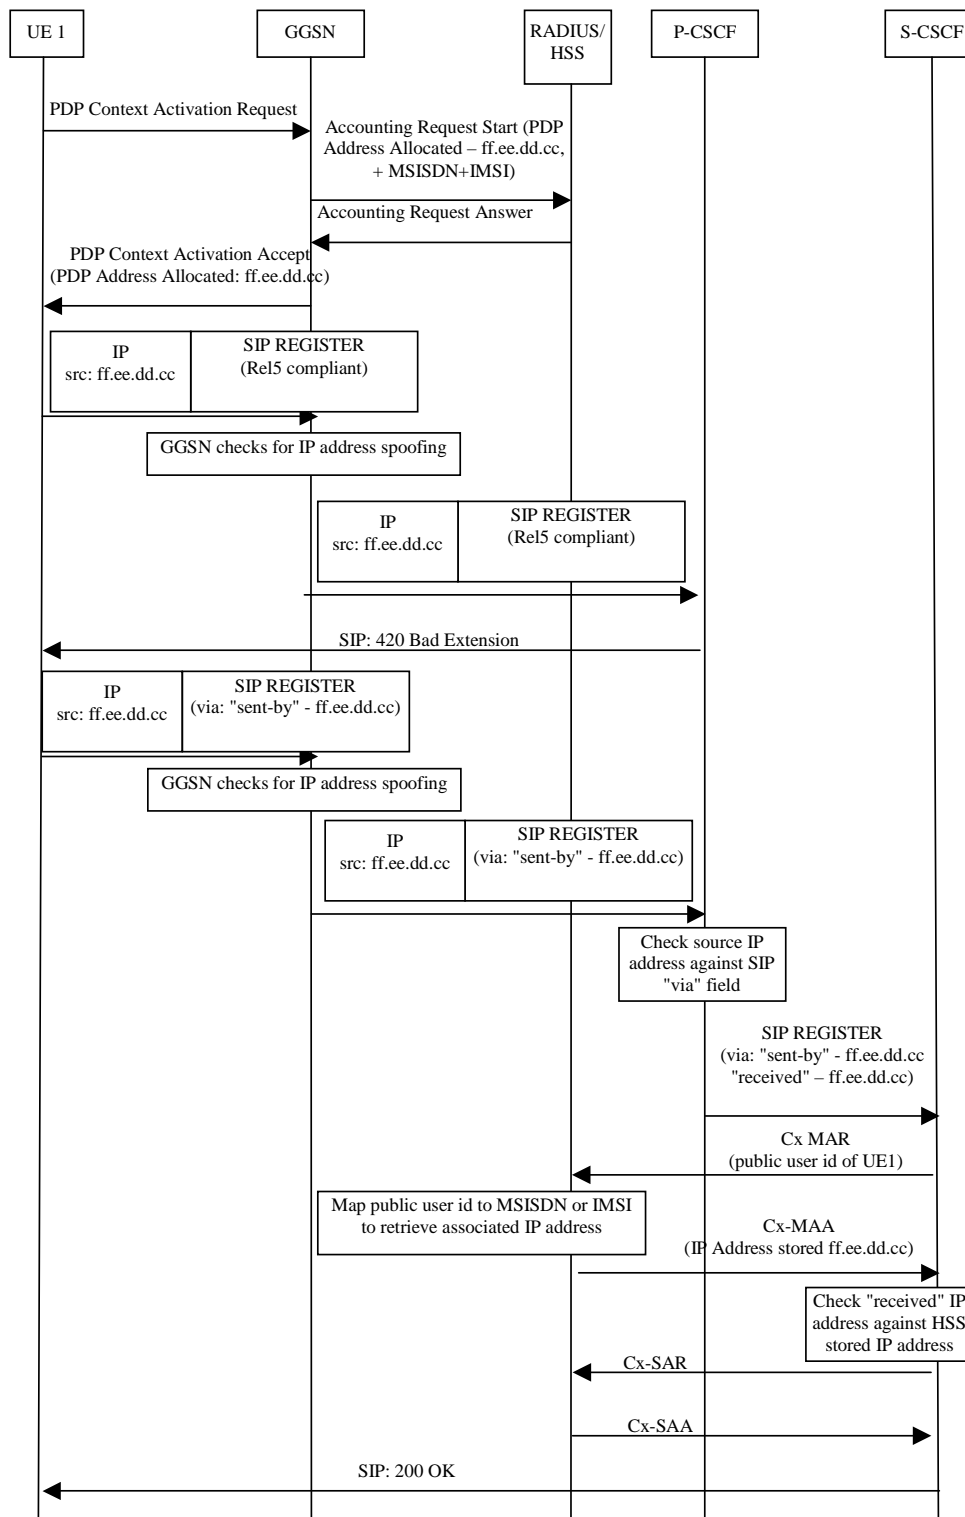 UE 1
GGSN
RADIUS/
HSS
P-CSCF
S-CSCF
PDP Context Activation Request
Accounting Request Start (PDP
Address Allocated – ff.ee.dd.cc,
+ MSISDN+IMSI)
Accounting Request Answer
PDP Context Activation Accept
(PDP Address Allocated: ff.ee.dd.cc)
IP
src: ff.ee.dd.cc
SIP REGISTER
(Rel5 compliant)
GGSN checks for IP address spoofing
IP
src: ff.ee.dd.cc
SIP REGISTER
(Rel5 compliant)
SIP: 420 Bad Extension
IP
src: ff.ee.dd.cc
SIP REGISTER
(via: "sent-by" - ff.ee.dd.cc)
GGSN checks for IP address spoofing
IP
src: ff.ee.dd.cc
SIP REGISTER
(via: "sent-by" - ff.ee.dd.cc)
Check source IP
address against SIP
"via" field
SIP REGISTER
(via: "sent-by" - ff.ee.dd.cc
"received" – ff.ee.dd.cc)
Cx MAR
(public user id of UE1)
Map public user id to MSISDN or IMSI
to retrieve associated IP address
Cx-MAA
(IP Address stored ff.ee.dd.cc)
Check "received" IP
address against HSS
stored IP address
Cx-SAR
Cx-SAA
SIP: 200 OK